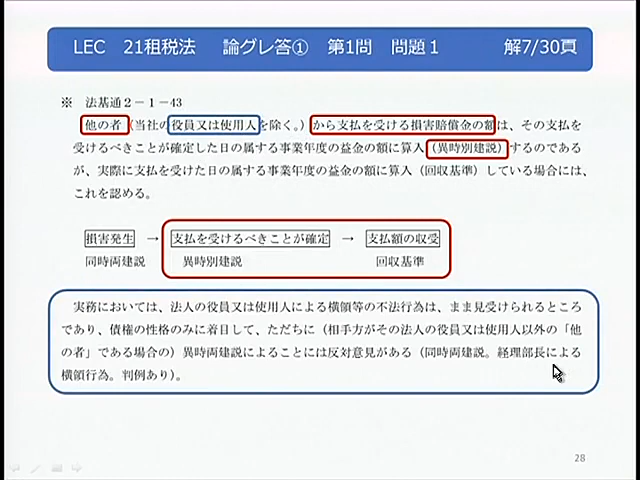 LEC　21租税法　論グレ答①　第1問　問題１　解7/30頁
※　法基通２－１－43
他の者（当社の役員又は使用人を除く。）から支払を受ける損害賠償金の額は、その支払を
受けるべきことが確定した日の属する事業年度の益金の額に算入（異時別建説）するのであるが
、実際に支払を受けた日の属する事業年度の益金の額に算入（回収基準）している場合には、
これを認める。
損害発生　→　支払を受けるべきことが確定　→　支払額の収受
同時両建説　異時別建説　回収基準
実務においては、法人の役員又は使用人による横領等の不法行為は、まま見受けられるところ
であり、債権の性格のみに着目して、ただちに（相手方がその法人の役員又は使用人以外の「他
の者」である場合の）異時別建説によることには反対意見がある（同時両建説。経理部長による
横領行為。判例あり）。
28